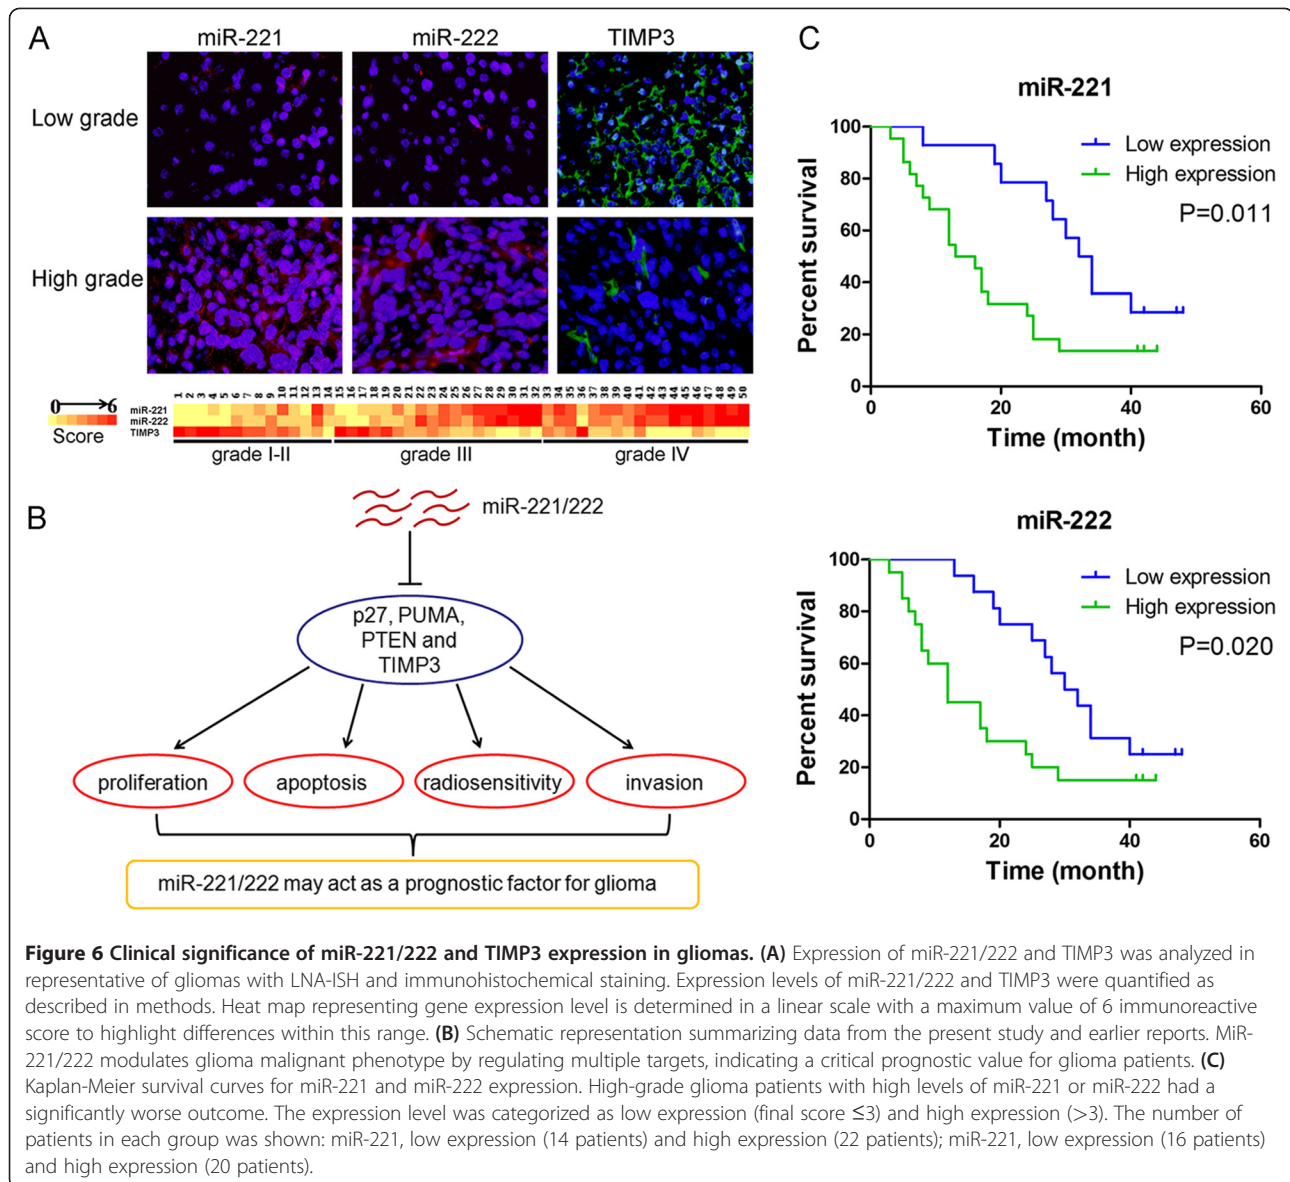 A
miR-221
miR-222
TIMP3
Low grade
High grade
1 2 3 4 5 6 7 8 9 10 11 12 13 14 15 16 17 18 19 20 21 22 23 24 25 26 27 28 29 30 31 32 33 34 35 36 37 38 39 40 41 42 43 44 45 46 47 48 49 50
0 6
Score
miR-221
miR-222
TIMP3
grade I-II
grade III
grade IV
B
miR-221/222
p27, PUMA,
PTEN and
TIMP3
proliferation
apoptosis
radiosensitivity
invasion
miR-221/222 may act as a prognostic factor for glioma
C
miR-221
Percent survival
100
80
60
40
20
0
Low expression
High expression
P=0.011
0 20 40 60
Time (month)
miR-222
Percent survival
100
80
60
40
20
0
Low expression
High expression
P=0.020
0 20 40 60
Time (month)
Figure 6 Clinical significance of miR-221/222 and TIMP3 expression in gliomas. (A) Expression of miR-221/222 and TIMP3 was analyzed in
representative of gliomas with LNA-ISH and immunohistochemical staining. Expression levels of miR-221/222 and TIMP3 were quantified as
described in methods. Heat map representing gene expression level is determined in a linear scale with a maximum value of 6 immunoreactive
score to highlight differences within this range. (B) Schematic representation summarizing data from the present study and earlier reports. MiR-
221/222 modulates glioma malignant phenotype by regulating multiple targets, indicating a critical prognostic value for glioma patients. (C)
Kaplan-Meier survival curves for miR-221 and miR-222 expression. High-grade glioma patients with high levels of miR-221 or miR-222 had a
significantly worse outcome. The expression level was categorized as low expression (final score ≤3) and high expression (>3). The number of
patients in each group was shown: miR-221, low expression (14 patients) and high expression (22 patients); miR-221, low expression (16 patients)
and high expression (20 patients).